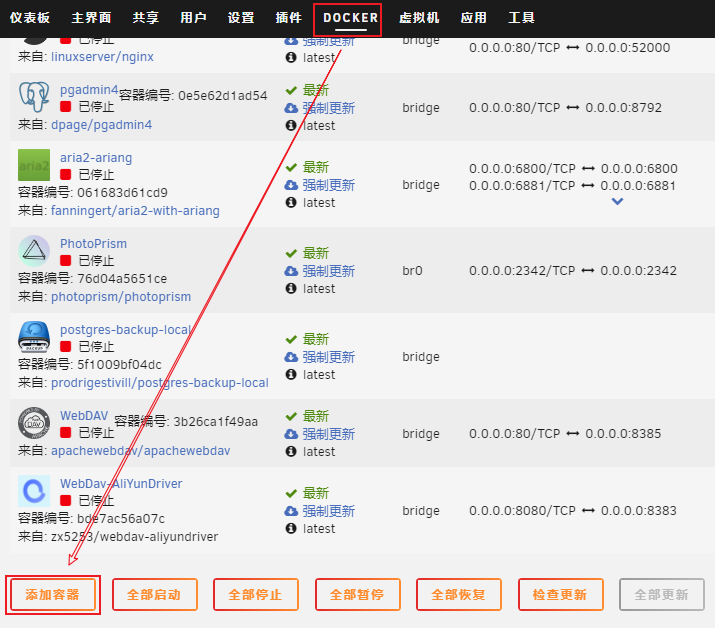 仪表板 主界面 共享 用户 设置 插件 DOCKER 虚拟机 应用 工具
已停止
来自: linuxserver/nginx
强制更新
latest
bridge
0.0.0.0:80/TCP ↔ 0.0.0.0:52000
pgadmin4
容器编号: 0e5e62d1ad54
已停止
来自: dpage/pgadmin4
最新
强制更新
latest
bridge
0.0.0.0:80/TCP ↔ 0.0.0.0:8792
aria2
aria2-ariang
已停止
容器编号: 061683d61cd9
来自: fanningert/aria2-with-ariang
最新
强制更新
latest
bridge
0.0.0.0:6800/TCP ↔ 0.0.0.0:6800
0.0.0.0:6881/TCP ↔ 0.0.0.0:6881
PhotoPrism
已停止
容器编号: 76d04a5651ce
来自: photoprism/photoprism
最新
强制更新
latest
br0
0.0.0.0:2342/TCP ↔ 0.0.0.0:2342
BACKUP
postgres-backup-local
已停止
容器编号: 5f1009bf04dc
来自: prodrigestivill/postgres-backup-local
最新
强制更新
latest
bridge
DAV
WebDAV
容器编号: 3b26ca1f49aa
已停止
来自: apachewebdav/apachewebdav
最新
强制更新
latest
bridge
0.0.0.0:80/TCP ↔ 0.0.0.0:8385
WebDav-AliYunDriver
已停止
容器编号: bde7ac56a07c
来自: zx5253/webdav-aliyundriver
最新
强制更新
latest
bridge
0.0.0.0:8080/TCP ↔ 0.0.0.0:8383
添加容器 全部启动 全部停止 全部暂停 全部恢复 检查更新 全部更新